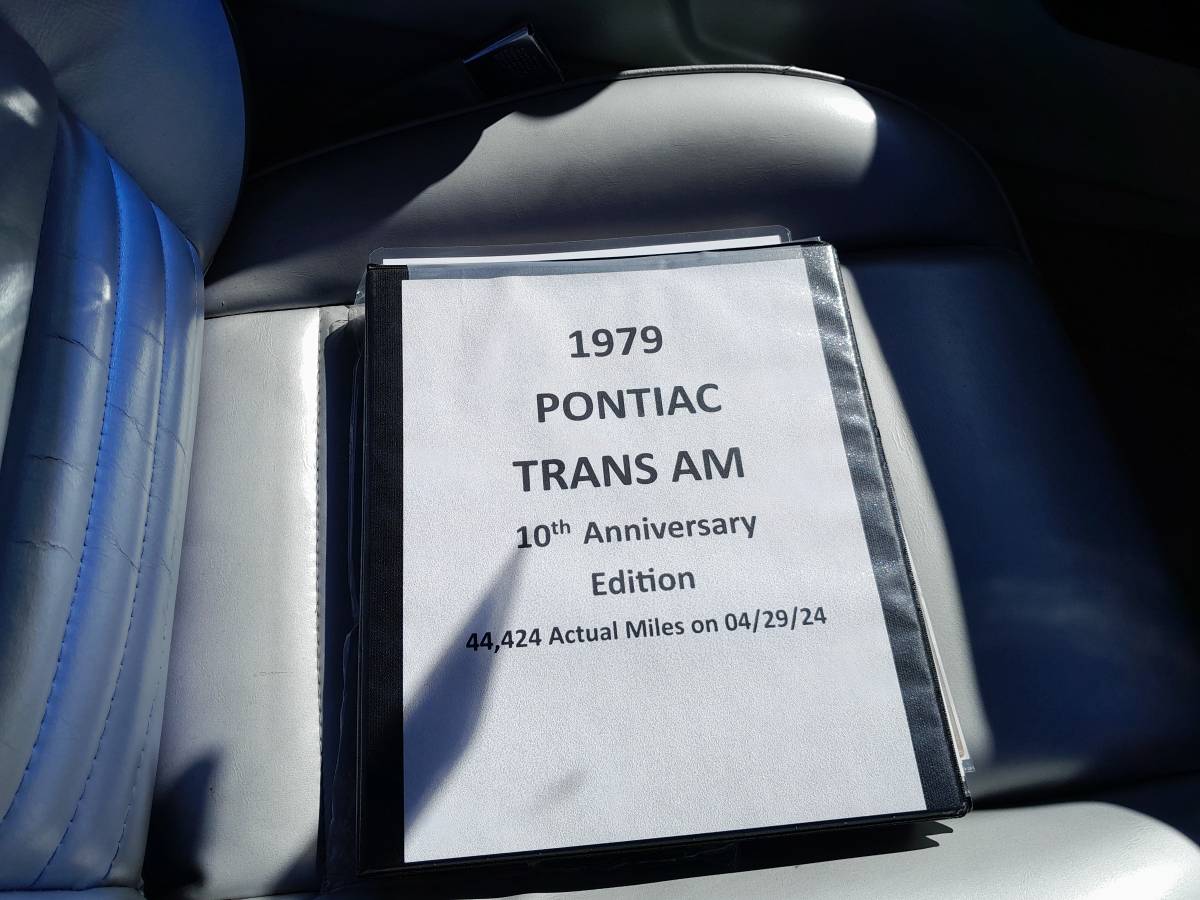 1979
PONTIAC
TRANS AM
10th Anniversary
Edition
44,424 Actual Miles on 04/29/24